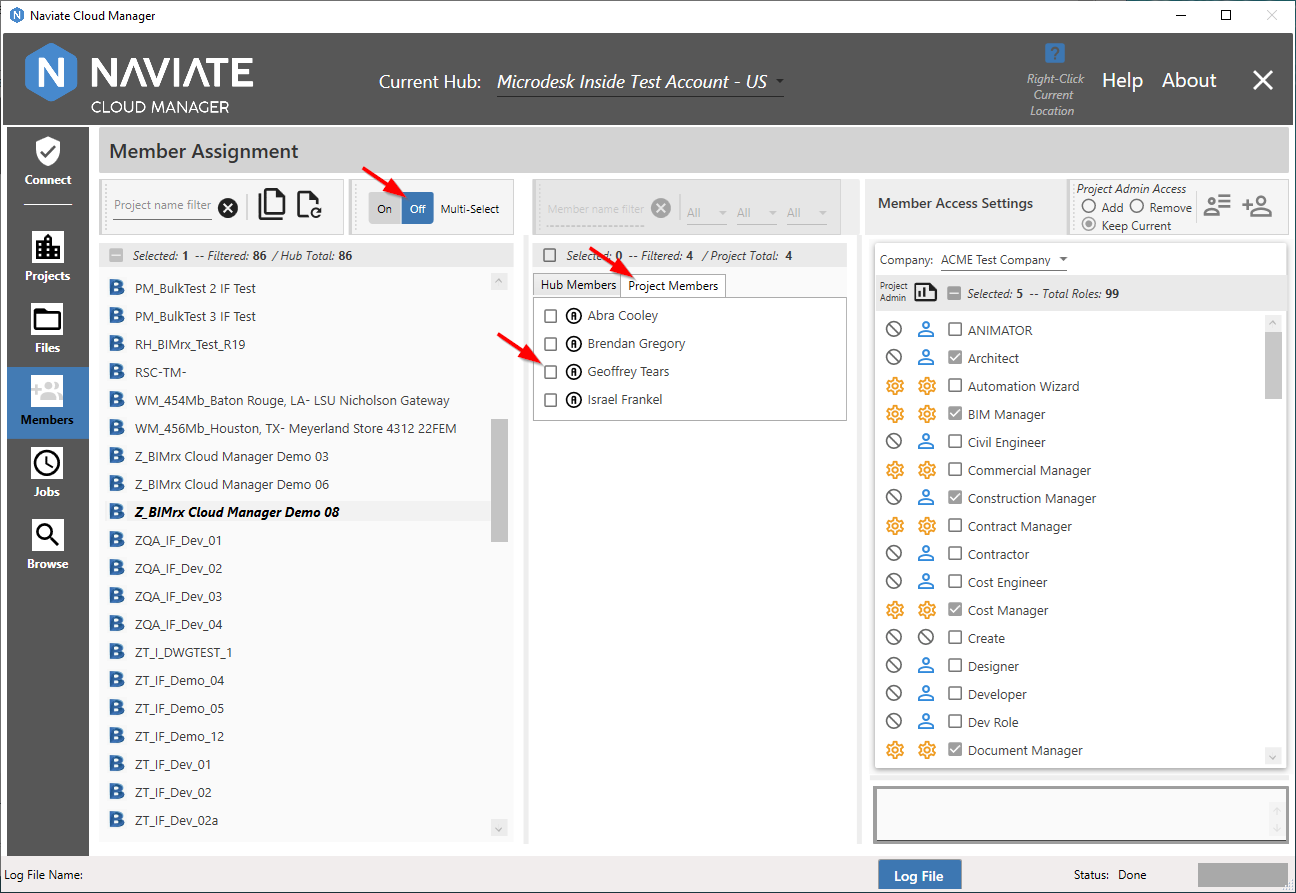 Naviate Cloud Manager
NAVIATE
CLOUD MANAGER
Current Hub: Microdesk Inside Test Account - US
?
Right-Click
Current
Location
Help About
Connect
Projects
Files
Members
Jobs
Browse
Member Assignment
Project name filter
On Off Multi-Select
Member name filter All All All
Member Access Settings
Project Admin Access
Add Remove
Keep Current
Selected: 1 -- Filtered: 86 / Hub Total: 86
PM_BulkTest 2 IF Test
PM_BulkTest 3 IF Test
RH_BIMrx_Test_R19
RSC-TM-
WM_454Mb_Baton Rouge, LA- LSU Nicholson Gateway
WM_456Mb_Houston, TX- Meyerland Store 4312 22FEM
Z_BIMrx Cloud Manager Demo 03
Z_BIMrx Cloud Manager Demo 06
Z_BIMrx Cloud Manager Demo 08
ZQA_IF_Dev_01
ZQA_IF_Dev_02
ZQA_IF_Dev_03
ZQA_IF_Dev_04
ZT_I_DWGTEST_1
ZT_IF_Demo_04
ZT_IF_Demo_05
ZT_IF_Demo_12
ZT_IF_Dev_01
ZT_IF_Dev_02
ZT_IF_Dev_02a
Selected: 0 -- Filtered: 4 / Project Total: 4
Hub Members Project Members
Abra Cooley
Brendan Gregory
Geoffrey Tears
Israel Frankel
Company: ACME Test Company
Project
Admin
Selected: 5 -- Total Roles: 99
ANIMATOR
Architect
Automation Wizard
BIM Manager
Civil Engineer
Commercial Manager
Construction Manager
Contract Manager
Contractor
Cost Engineer
Cost Manager
Create
Designer
Developer
Dev Role
Document Manager
Log File Name:
Log File
Status: Done